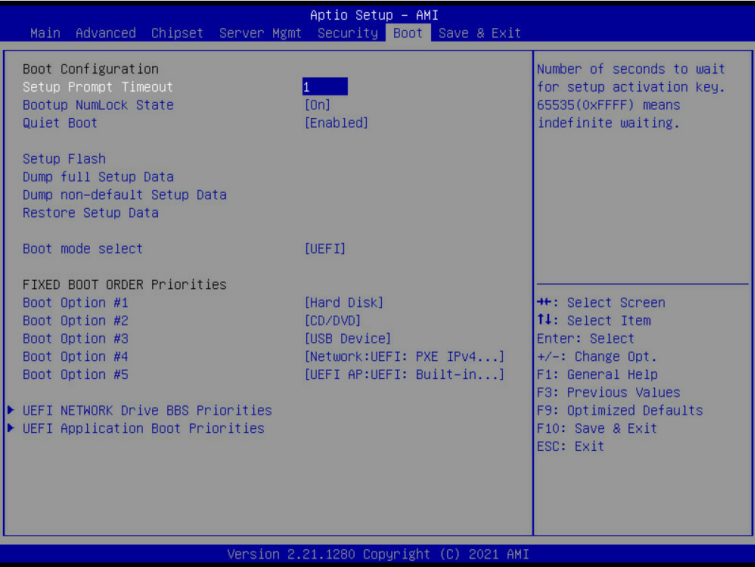 Aptio Setup – AMI
Main Advanced Chipset Server Mgmt Security Boot Save & Exit
Boot Configuration
Setup Prompt Timeout 1
Bootup NumLock State [On]
Quiet Boot [Enabled]
Setup Flash
Dump full Setup Data
Dump non-default Setup Data
Restore Setup Data
Boot mode select [UEFI]
FIXED BOOT ORDER Priorities
Boot Option #1 [Hard Disk]
Boot Option #2 [CD/DVD]
Boot Option #3 [USB Device]
Boot Option #4 [Network:UEFI: PXE IPv4...]
Boot Option #5 [UEFI AP:UEFI: Built-in...]
UEFI NETWORK Drive BBS Priorities
UEFI Application Boot Priorities
Number of seconds to wait
for setup activation key.
65535(0xFFFF) means
indefinite waiting.
→←: Select Screen
↑↓: Select Item
Enter: Select
+/-: Change Opt.
F1: General Help
F3: Previous Values
F9: Optimized Defaults
F10: Save & Exit
ESC: Exit
Version 2.21.1280 Copyright (C) 2021 AMI